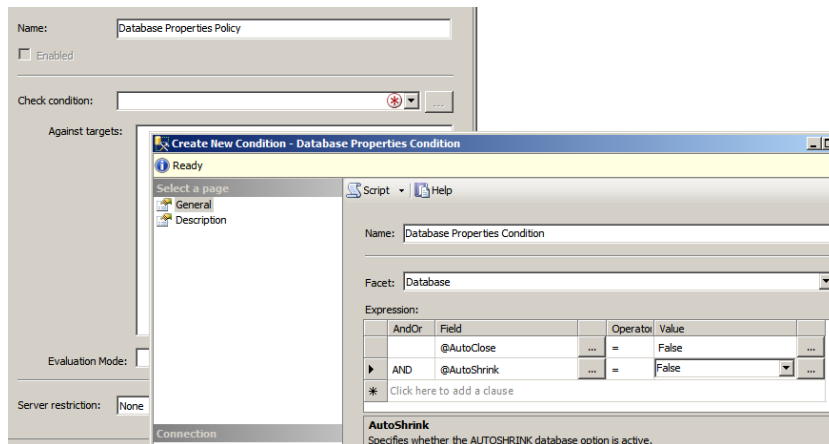 Name: Database Properties Policy
Enabled
Check condition:
...
Against targets:
Create New Condition - Database Properties Condition
Ready
Select a page
General
Description
Script Help
Name: Database Properties Condition
Facet: Database
Expression:
AndOr Field Operator Value
@AutoClose ... = False ...
AND @AutoShrink ... = False ...
Click here to add a clause
Evaluation Mode:
Server restriction: None
Connection
AutoShrink
Specifies whether the AUTOSHRINK database option is active.